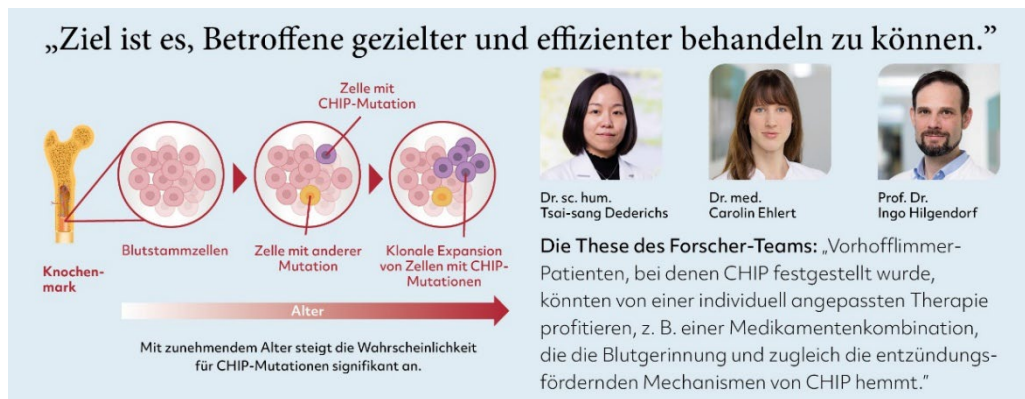 „Ziel ist es, Betroffene gezielter und effizienter behandeln zu können.”
Zelle mit
CHIP-Mutation
Blutstammzellen
Zelle mit anderer
Mutation
Klonale Expansion
von Zellen mit CHIP-
Mutationen
Knochen-
mark
Alter
Mit zunehmendem Alter steigt die Wahrscheinlichkeit
für CHIP-Mutationen signifikant an.
Dr. sc. hum.
Tsai-sang Dederichs
Dr. med.
Carolin Ehlert
Prof. Dr.
Ingo Hilgendorf
Die These des Forscher-Teams: „Vorhofflimmer-
Patienten, bei denen CHIP festgestellt wurde,
könnten von einer individuell angepassten Therapie
profitieren, z. B. einer Medikamentenkombination,
die die Blutgerinnung und zugleich die entzündungs-
fördernden Mechanismen von CHIP hemmt.”